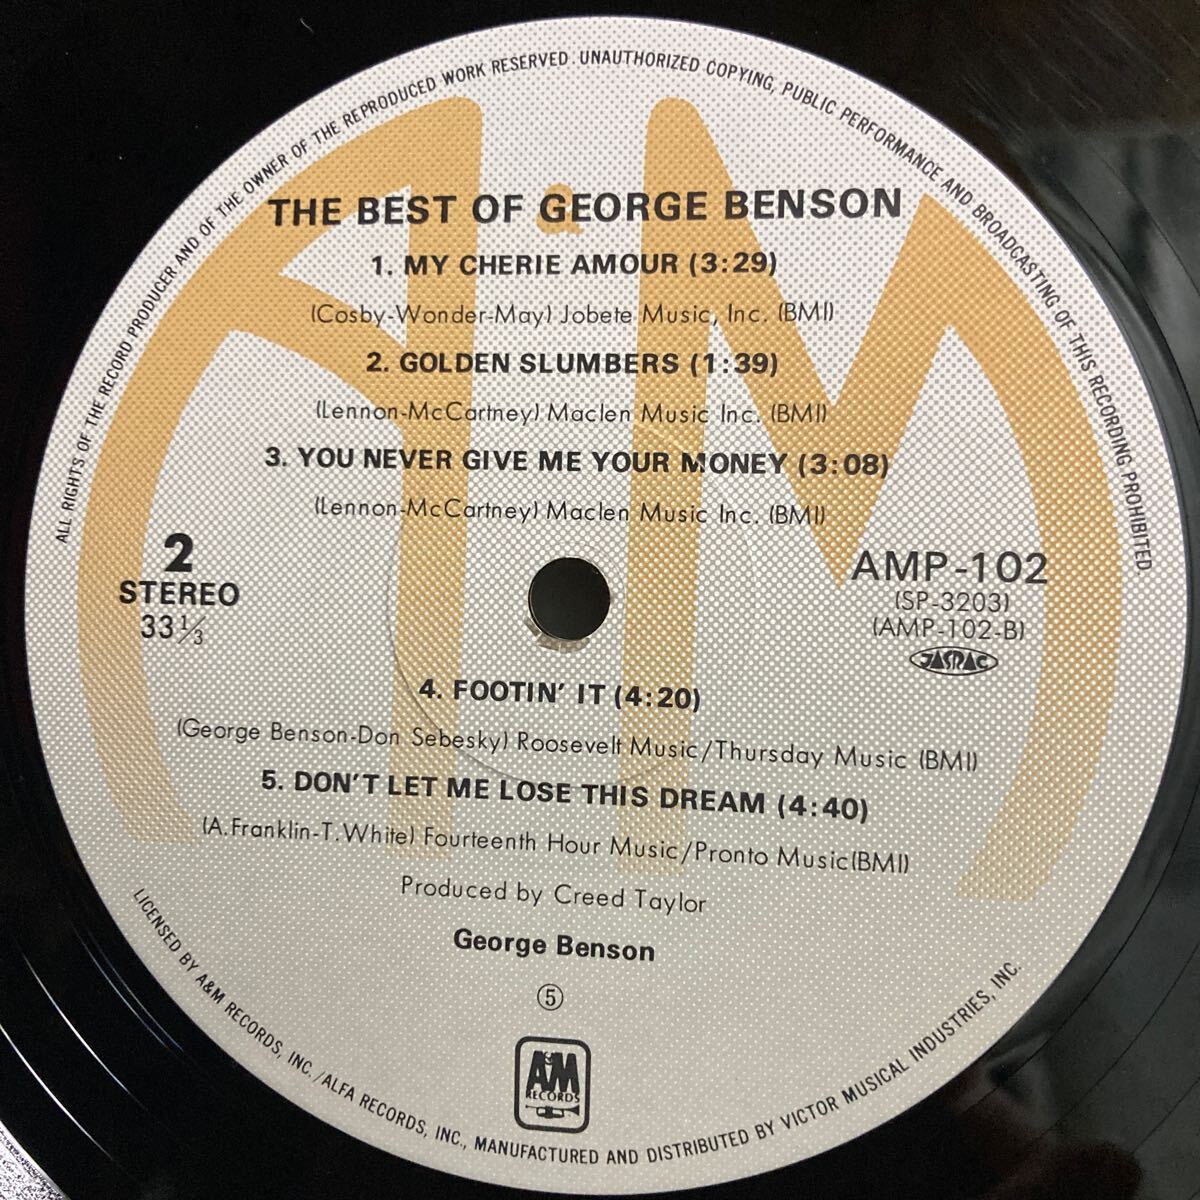 ALL RIGHTS OF THE RECORD PRODUCER AND OF THE OWNER OF THE REPRODUCED WORK RESERVED. UNAUTHORIZED COPYING, PUBLIC PERFORMANCE AND BROADCASTING OF THIS RECORDING PROHIBITED.
&
THE BEST OF GEORGE BENSON
1. MY CHERIE AMOUR (3:29)
(Cosby-Wonder-May) Jobete Music, Inc. (BMI)
2. GOLDEN SLUMBERS (1:39)
(Lennon-McCartney) Maclen Music Inc. (BMI)
3. YOU NEVER GIVE ME YOUR MONEY (3:08)
(Lennon-McCartney) Maclen Music Inc. (BMI)
2
STEREO
33 1/3
AMP-102
(SP-3203)
(AMP-102-B)
JASRAC
4. FOOTIN' IT (4:20)
(George Benson-Don Sebesky) Roosevelt Music/Thursday Music (BMI)
5. DON'T LET ME LOSE THIS DREAM (4:40)
(A.Franklin-T.White) Fourteenth Hour Music/Pronto Music(BMI)
Produced by Creed Taylor
George Benson
⑤
A&M
RECORDS
LICENSED BY A&M RECORDS, INC./ALFA RECORDS, INC., MANUFACTURED AND DISTRIBUTED BY VICTOR MUSICAL INDUSTRIES, INC.